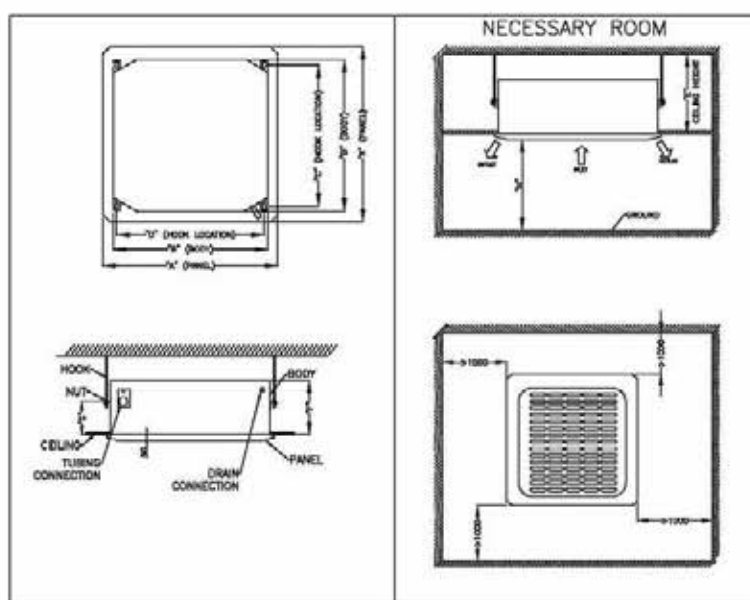 "C" (HOOK LOCATION)
"B" (BODY)
"A" (PANEL)
"D" (HOOK LOCATION)
"B" (BODY)
"A" (PANEL)
HOOK
NUT
CEILING
TUBING
CONNECTION
DRAIN
CONNECTION
BODY
PANEL
NECESSARY ROOM
CEILING HEIGHT
GROUND
>1000
>1000
>1000
>1000